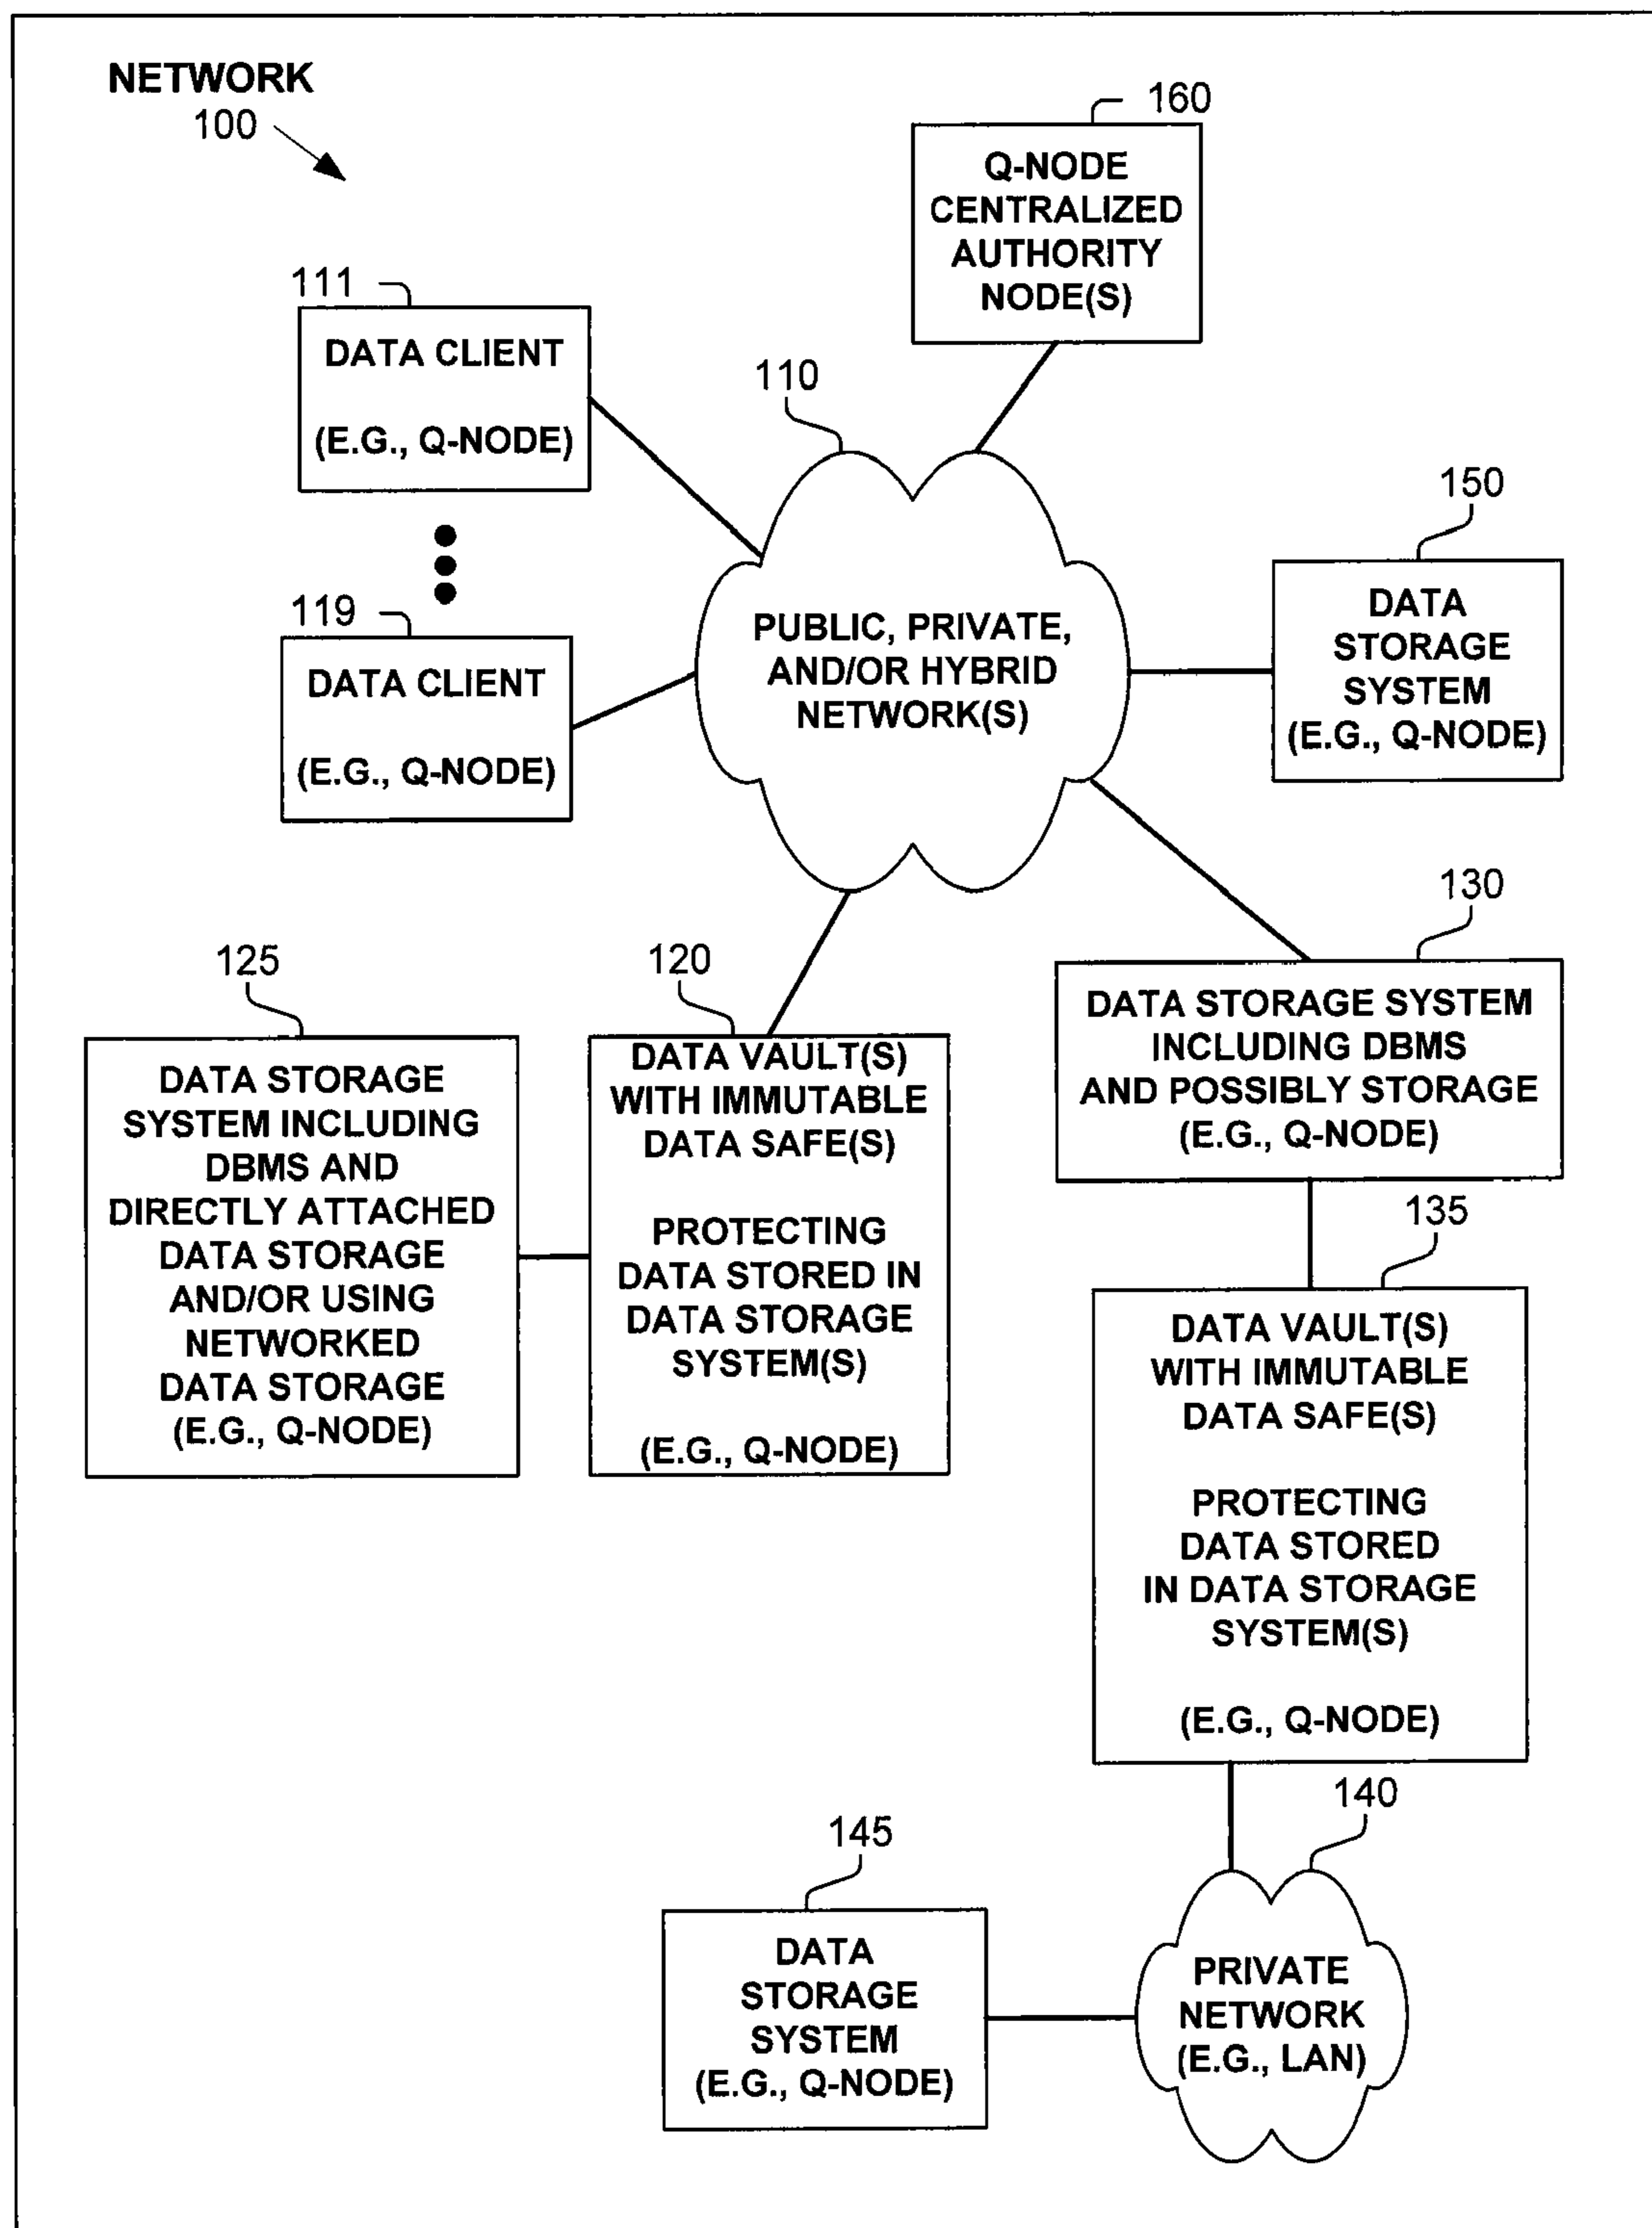 NETWORK
100
160
Q-NODE
CENTRALIZED
AUTHORITY
NODE(S)
111
DATA CLIENT
(E.G., Q-NODE)
110
150
119
DATA CLIENT
(E.G., Q-NODE)
PUBLIC, PRIVATE,
AND/OR HYBRID
NETWORK(S)
DATA
STORAGE
SYSTEM
(E.G., Q-NODE)
130
DATA STORAGE SYSTEM
INCLUDING DBMS
AND POSSIBLY STORAGE
(E.G., Q-NODE)
125
DATA STORAGE
SYSTEM INCLUDING
DBMS AND
DIRECTLY ATTACHED
DATA STORAGE
AND/OR USING
NETWORKED
DATA STORAGE
(E.G., Q-NODE)
120
DATA VAULT(S)
WITH IMMUTABLE
DATA SAFE(S)
PROTECTING
DATA STORED IN
DATA STORAGE
SYSTEM(S)
(E.G., Q-NODE)
135
DATA VAULT(S)
WITH IMMUTABLE
DATA SAFE(S)
PROTECTING
DATA STORED
IN DATA STORAGE
SYSTEM(S)
(E.G., Q-NODE)
140
145
DATA
STORAGE
SYSTEM
(E.G., Q-NODE)
PRIVATE
NETWORK
(E.G., LAN)